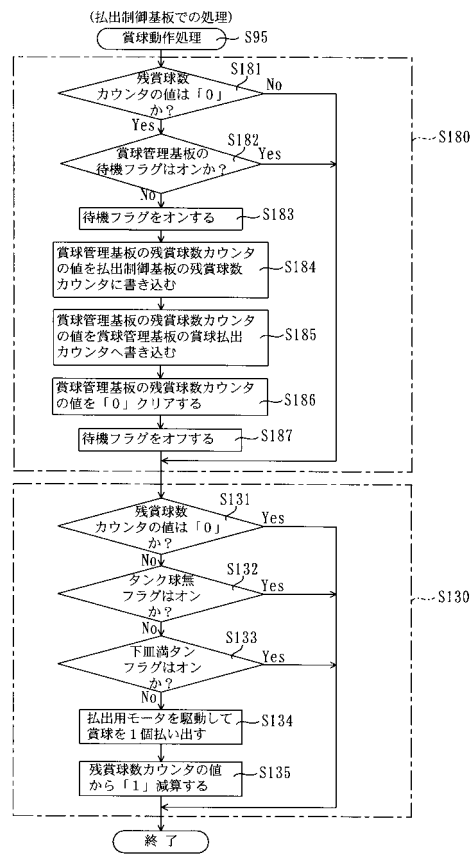 (払出制御基板での処理)
賞球動作処理
S95
残賞球数
カウンタの値は「0」
か?
S181
No
Yes
賞球管理基板の
待機フラグはオンか?
S182
Yes
No
待機フラグをオンする
S183
賞球管理基板の残賞球数カウンタ
の値を払出制御基板の残賞球数
カウンタに書き込む
S184
賞球管理基板の残賞球数カウンタ
の値を賞球管理基板の賞球払出
カウンタへ書き込む
S185
賞球管理基板の残賞球数カウンタ
の値を「0」クリアする
S186
待機フラグをオフする
S187
S180
残賞球数
カウンタの値は「0」
か?
S131
Yes
No
タンク球無
フラグはオン
か?
S132
Yes
No
下皿満タン
フラグはオン
か?
S133
Yes
No
払出用モータを駆動して
賞球を1個払い出す
S134
残賞球数カウンタの値
から「1」減算する
S135
S130
終了